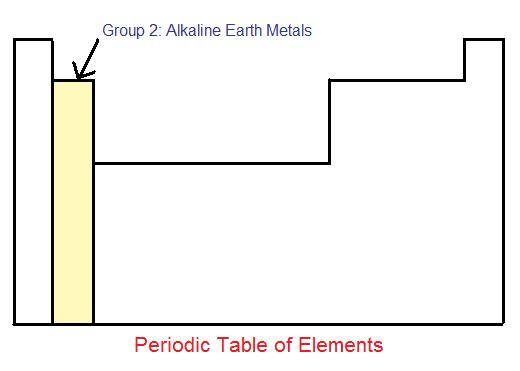 Group 2: Alkaline Earth Metals
Periodic Table of Elements